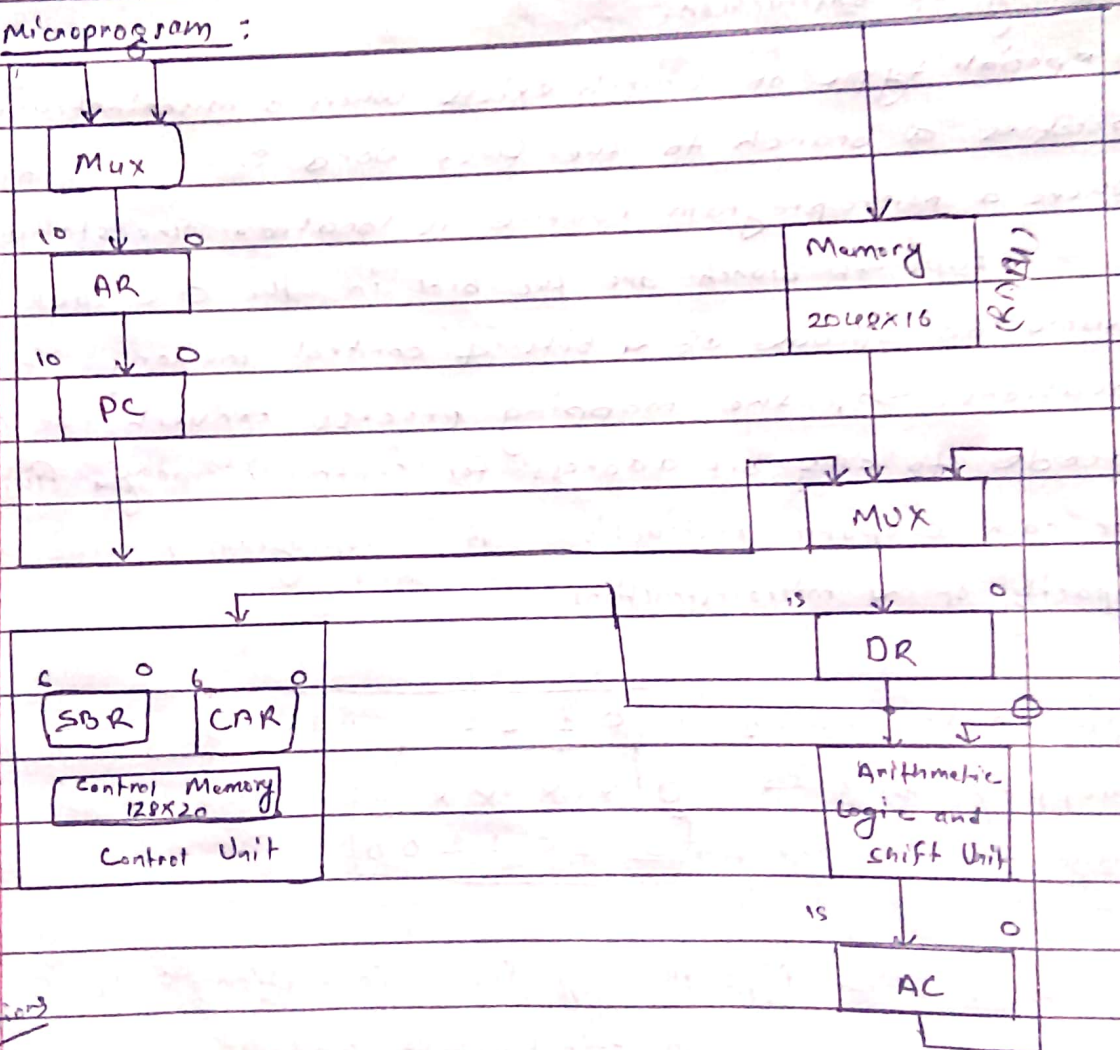 Microprogram :
Mux
10 0
AR
10 0
PC
Memory
2048X16
MUX
15 0
DR
6 0 6 0
SBR CAR
Control Memory
128X20
Control Unit
Arithmetic
Logic and
Shift Unit
15 0
AC